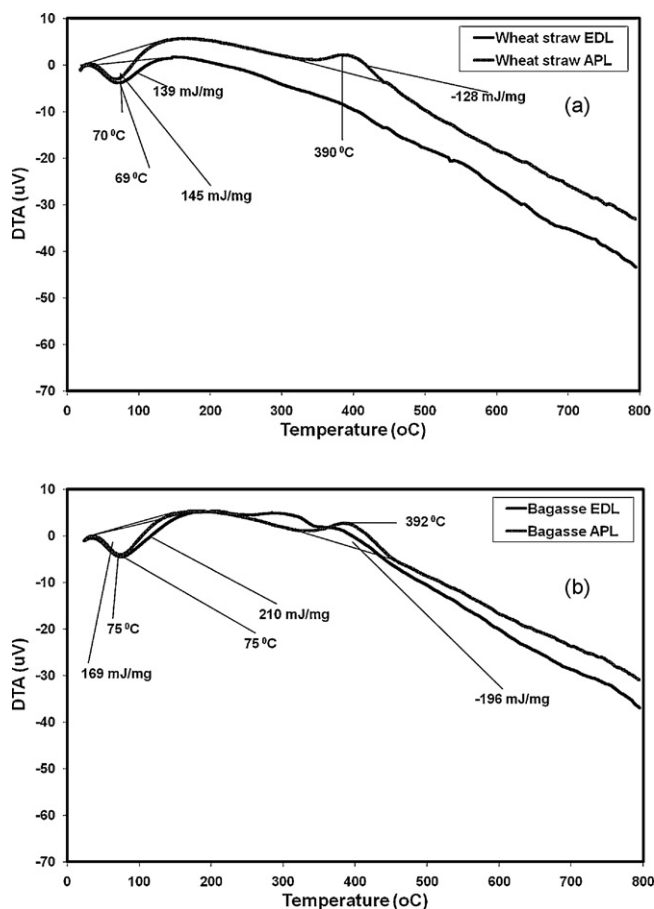 10
0
-10
-20
-30
-40
-50
-60
-70
DTA (uV)
Wheat straw EDL
Wheat straw APL
(a)
139 mJ/mg
-128 mJ/mg
70 ⁰C
390 ⁰C
69 ⁰C
145 mJ/mg
0 100 200 300 400 500 600 700 800
Temperature (oC)
10
0
-10
-20
-30
-40
-50
-60
-70
DTA (uV)
Bagasse EDL
Bagasse APL
392 ⁰C
(b)
210 mJ/mg
75 ⁰C
75 ⁰C
169 mJ/mg
-196 mJ/mg
0 100 200 300 400 500 600 700 800
Temperature (oC)